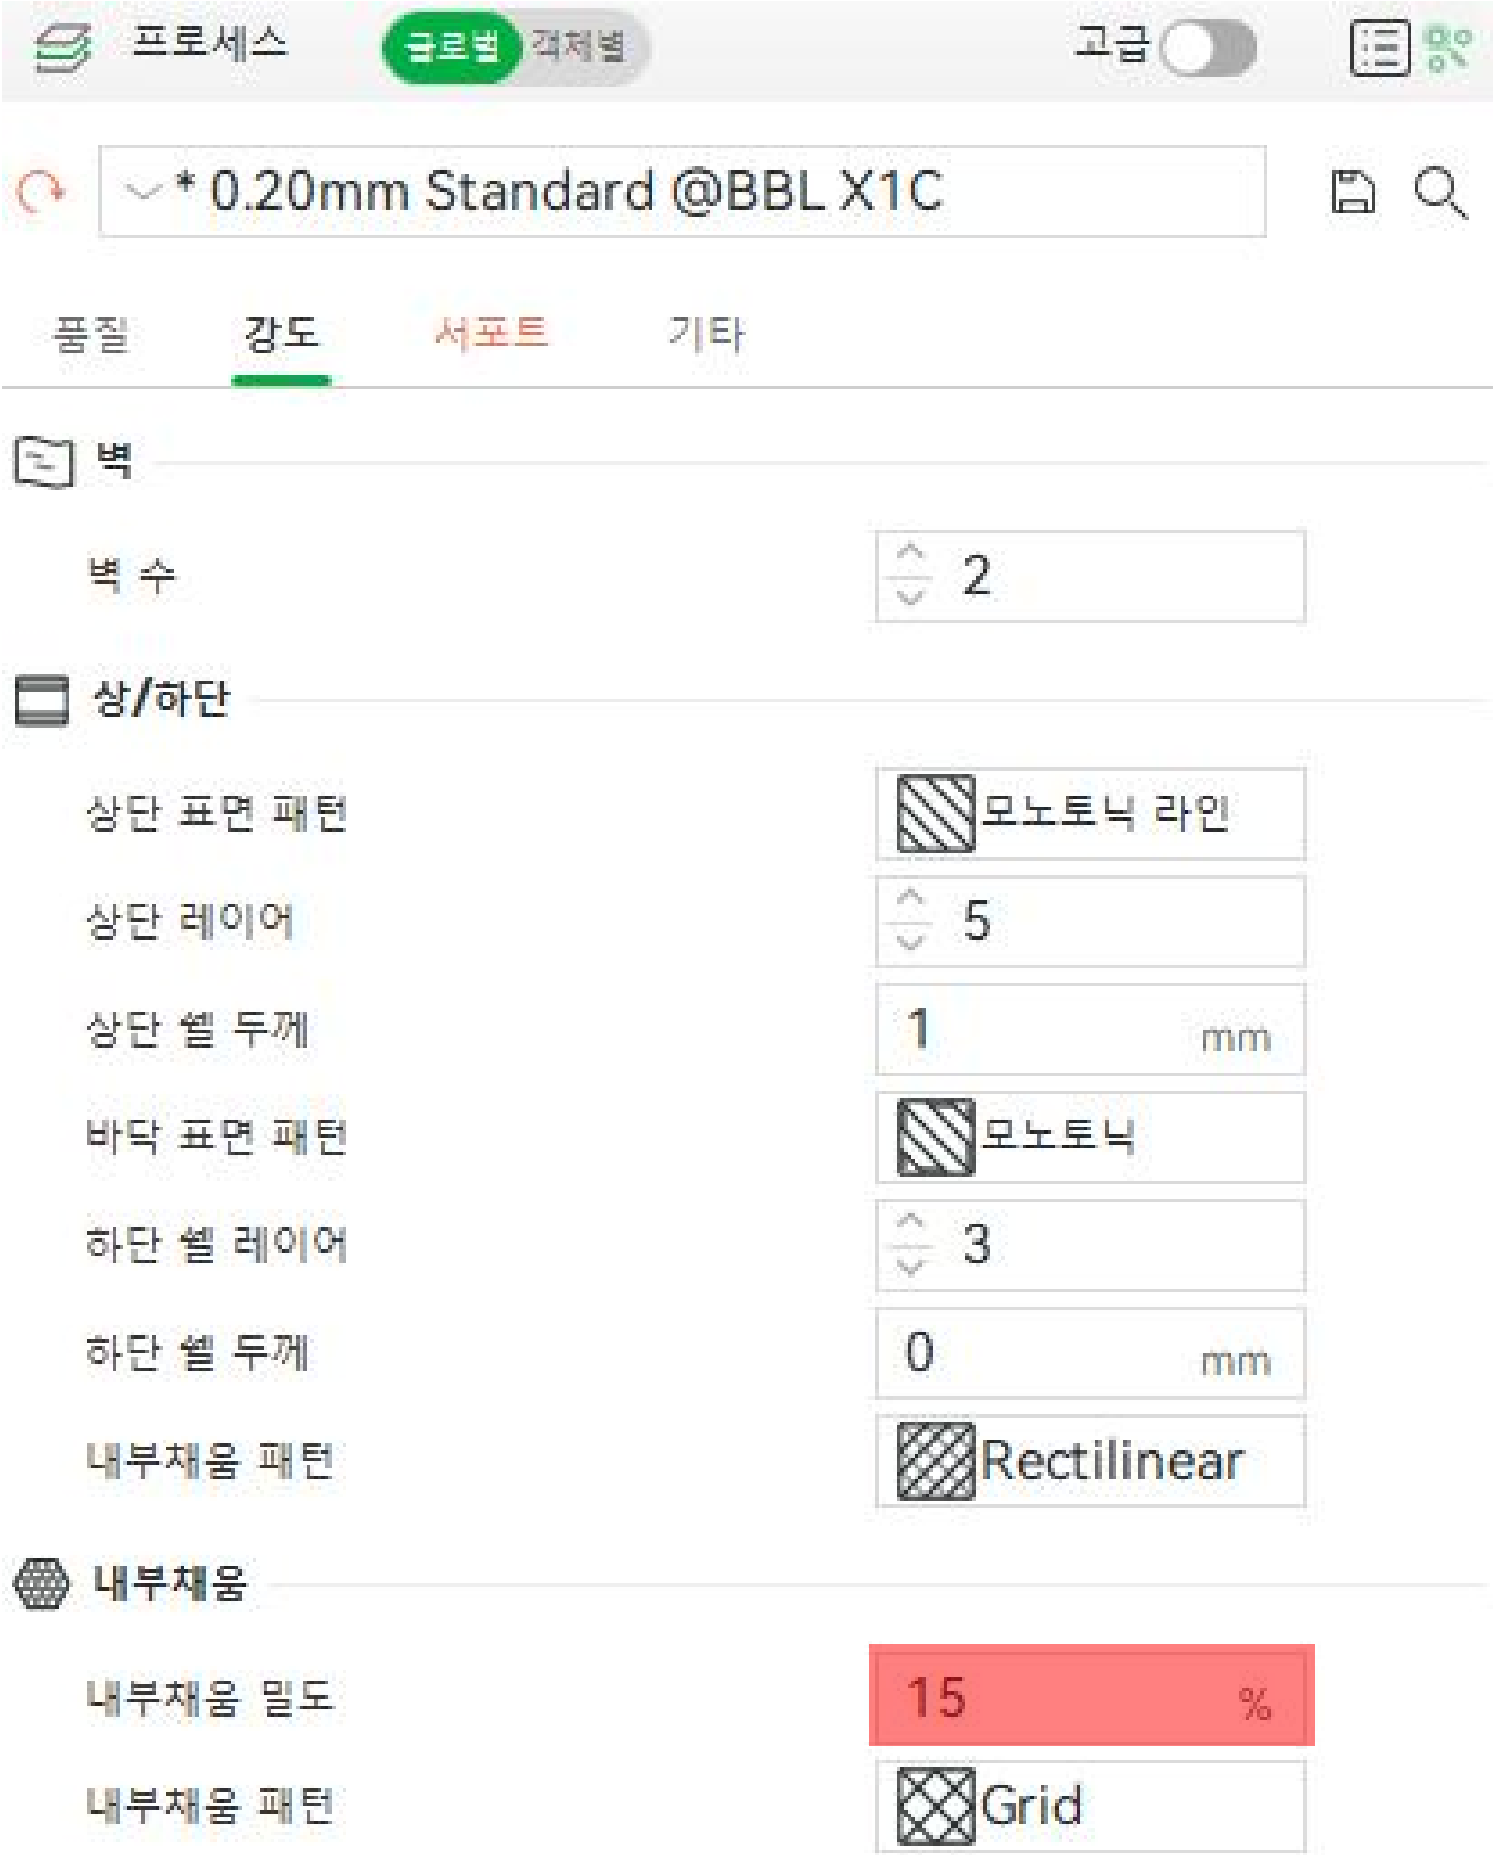 프로세스 글로벌 객체별 고급
* 0.20mm Standard @BBL X1C
품질 강도 서포트 기타
벽
벽 수 2
상/하단
상단 표면 패턴 모노토닉 라인
상단 레이어 5
상단 쉘 두께 1 mm
바닥 표면 패턴 모노토닉
하단 쉘 레이어 3
하단 쉘 두께 0 mm
내부채움 패턴 Rectilinear
내부채움
내부채움 밀도 15 %
내부채움 패턴 Grid